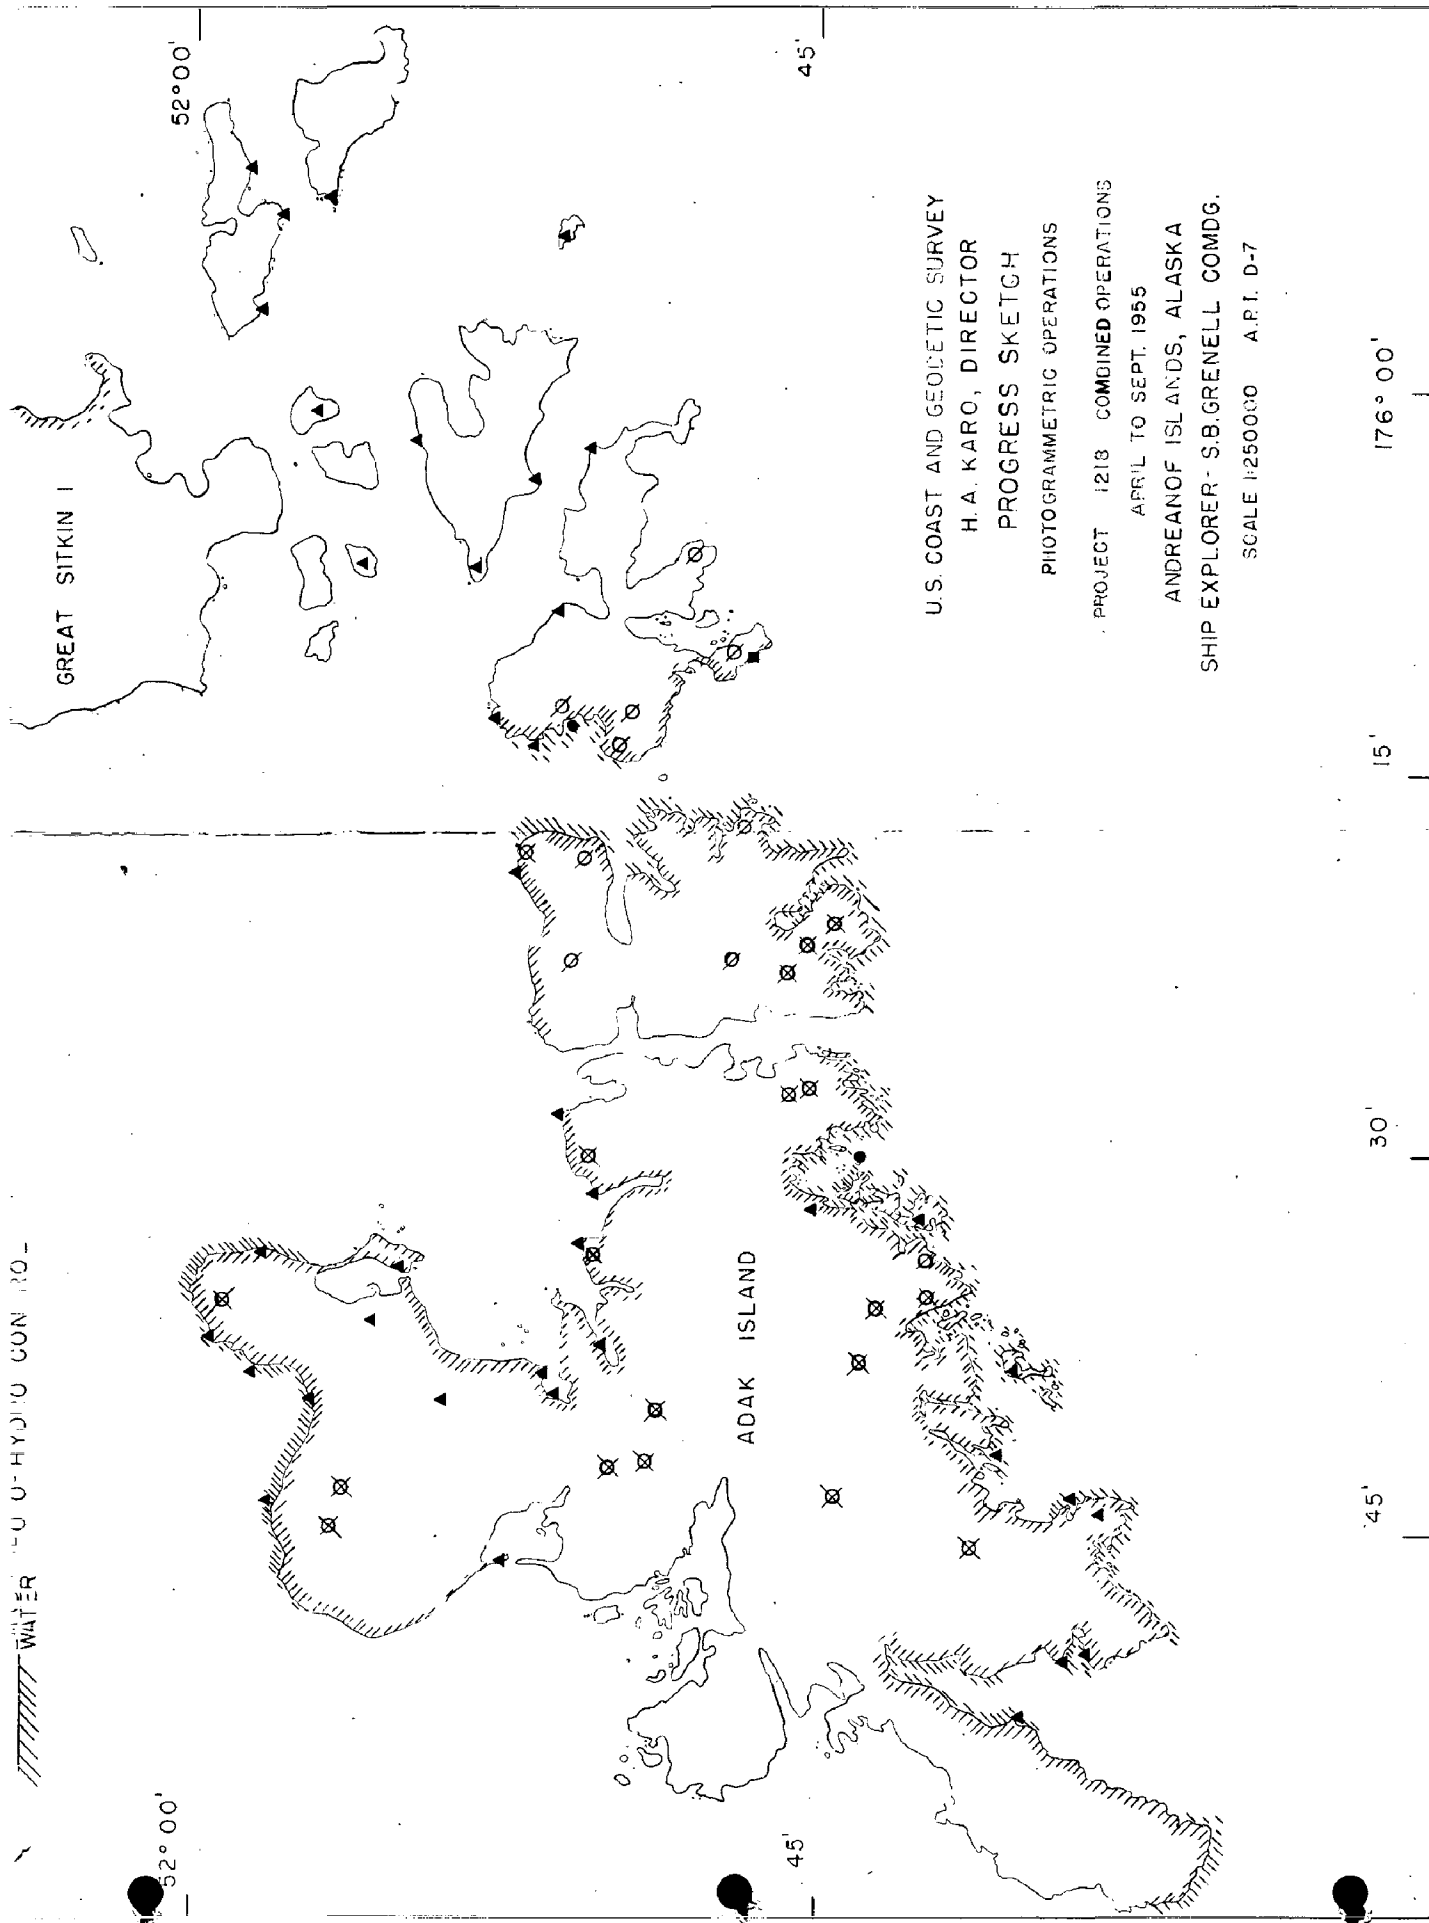 WATER
52°00'
45'
GREAT SITKIN I
ADAK ISLAND
U.S. COAST AND GEODETIC SURVEY
H. A. KARO, DIRECTOR
PROGRESS SKETCH
PHOTOGRAMMETRIC OPERATIONS
PROJECT 1218 COMBINED OPERATIONS
APRIL TO SEPT. 1955
ANDREANOF ISLANDS, ALASKA
SHIP EXPLORER - S.B.GRENELL COMDG.
SCALE 1:250000 A.P.I. D-7
52°00'
45'
45'
30'
15'
176° 00'